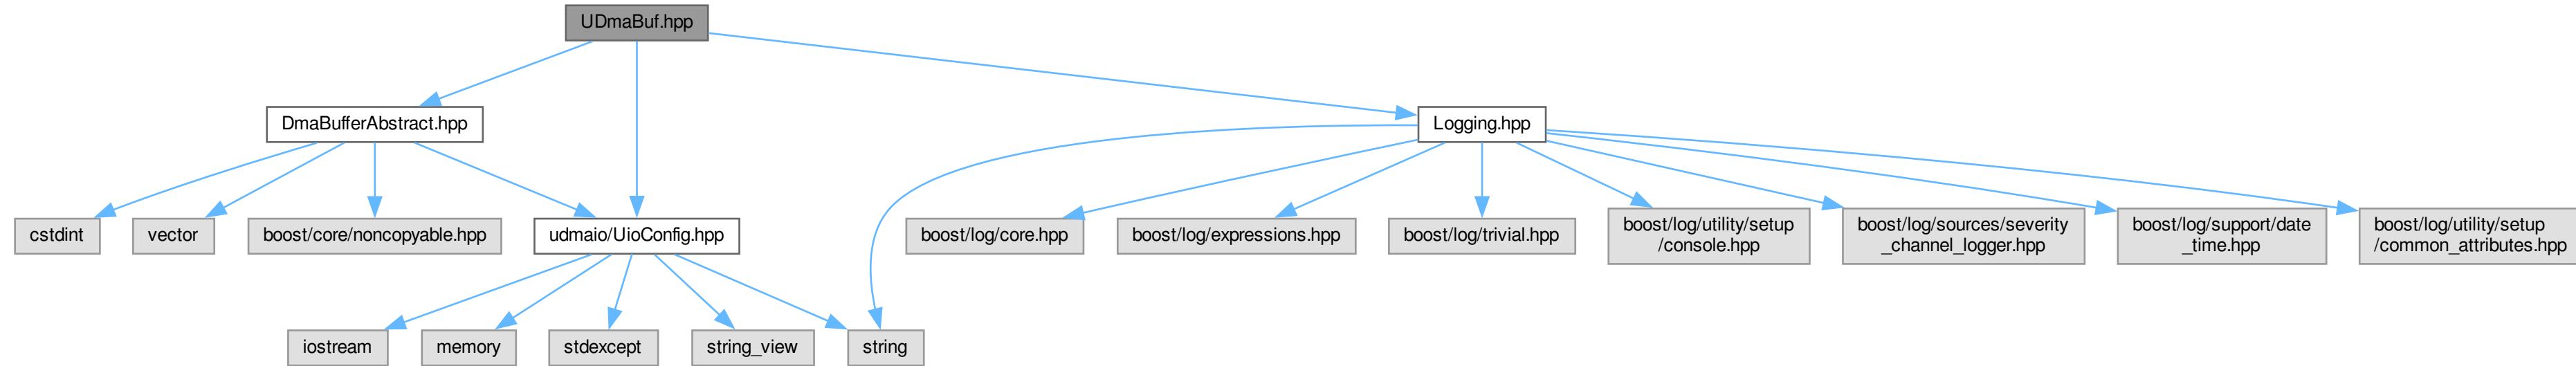 UDmaBuf.hpp
DmaBufferAbstract.hpp
Logging.hpp
cstdint
vector
boost/core/noncopyable.hpp
udmaio/UioConfig.hpp
boost/log/core.hpp
boost/log/expressions.hpp
boost/log/trivial.hpp
boost/log/utility/setup
/console.hpp
boost/log/sources/severity
_channel_logger.hpp
boost/log/support/date
_time.hpp
boost/log/utility/setup
/common_attributes.hpp
iostream
memory
stdexcept
string_view
string